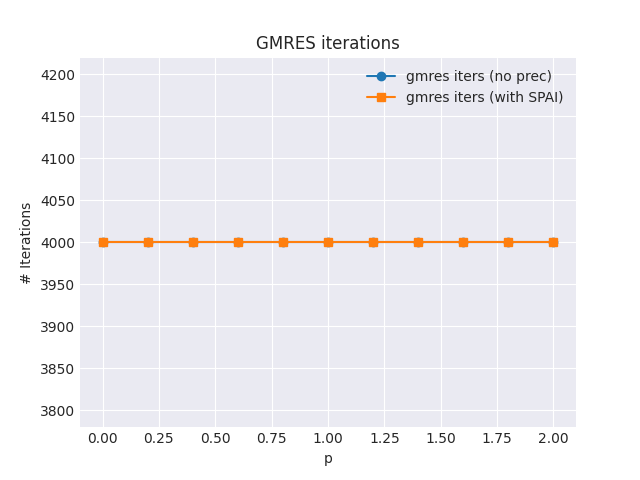 GMRES iterations
gmres iters (no prec)
gmres iters (with SPAI)
# Iterations
4200
4150
4100
4050
4000
3950
3900
3850
3800
0.00 0.25 0.50 0.75 1.00 1.25 1.50 1.75 2.00
p